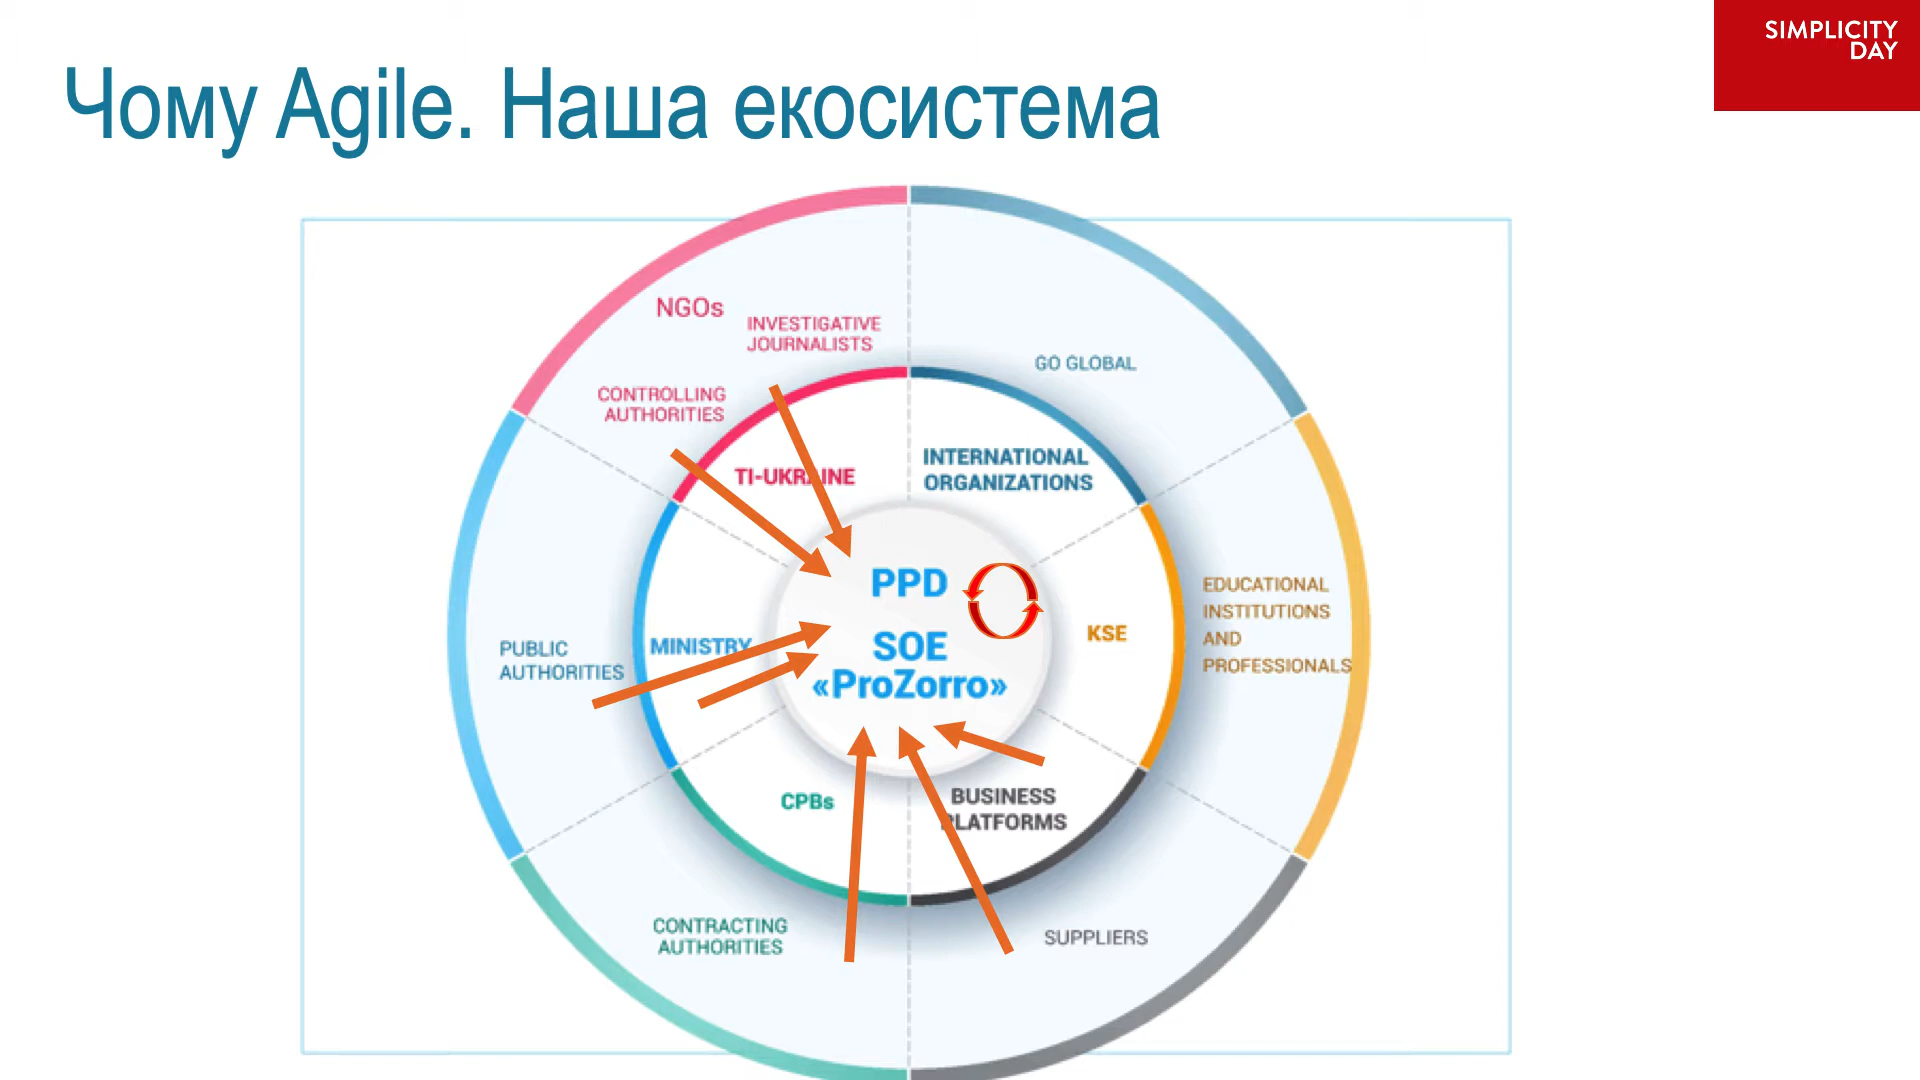 SIMPLICITY
DAY
Чому Agile. Наша екосистема
NGOs
INVESTIGATIVE
JOURNALISTS
GO GLOBAL
CONTROLLING
AUTHORITIES
TI-UKRAINE
INTERNATIONAL
ORGANIZATIONS
PPD
SOE
«ProZorro»
KSE
EDUCATIONAL
INSTITUTIONS
AND
PROFESSIONALS
MINISTRY
PUBLIC
AUTHORITIES
CPBs
BUSINESS
PLATFORMS
CONTRACTING
AUTHORITIES
SUPPLIERS